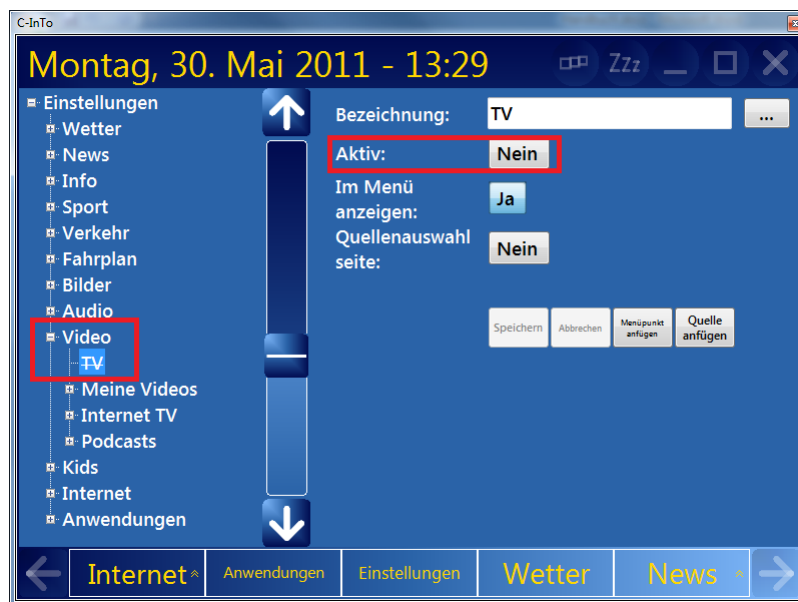 C-InTo
Montag, 30. Mai 2011 - 13:29
Zzz
Einstellungen
Wetter
News
Info
Sport
Verkehr
Fahrplan
Bilder
Audio
Video
TV
Meine Videos
Internet TV
Podcasts
Kids
Internet
Anwendungen
Bezeichnung: TV ...
Aktiv: Nein
Im Menü
anzeigen: Ja
Quellenauswahl
seite: Nein
Speichern Abbrechen Menüpunkt anfügen Quelle anfügen
Internet Anwendungen Einstellungen Wetter News